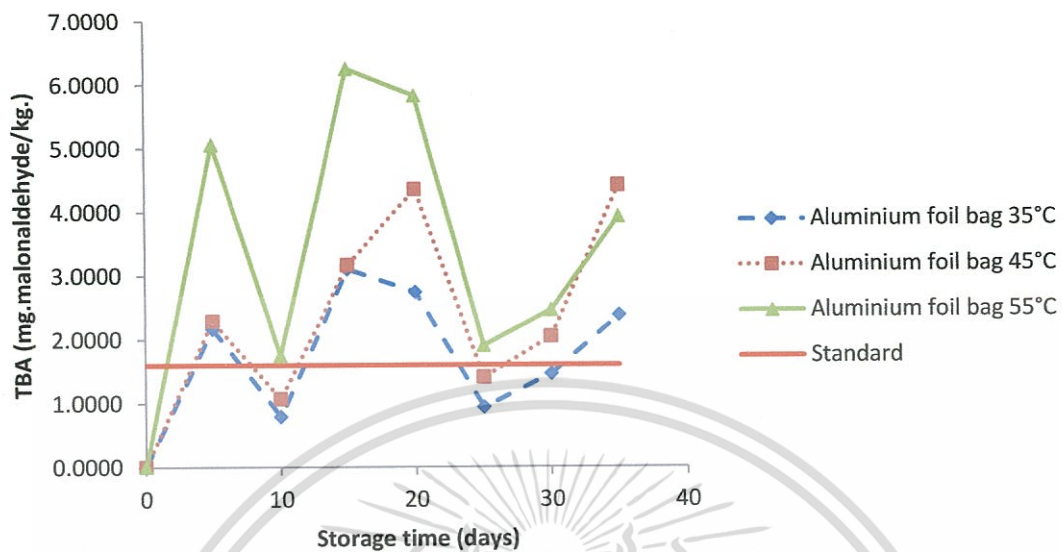 7.0000
6.0000
5.0000
4.0000
3.0000
2.0000
1.0000
0.0000
TBA (mg.malonaldehyde/kg.)
0
10
20
30
40
Storage time (days)
Aluminium foil bag 35°C
Aluminium foil bag 45°C
Aluminium foil bag 55°C
Standard